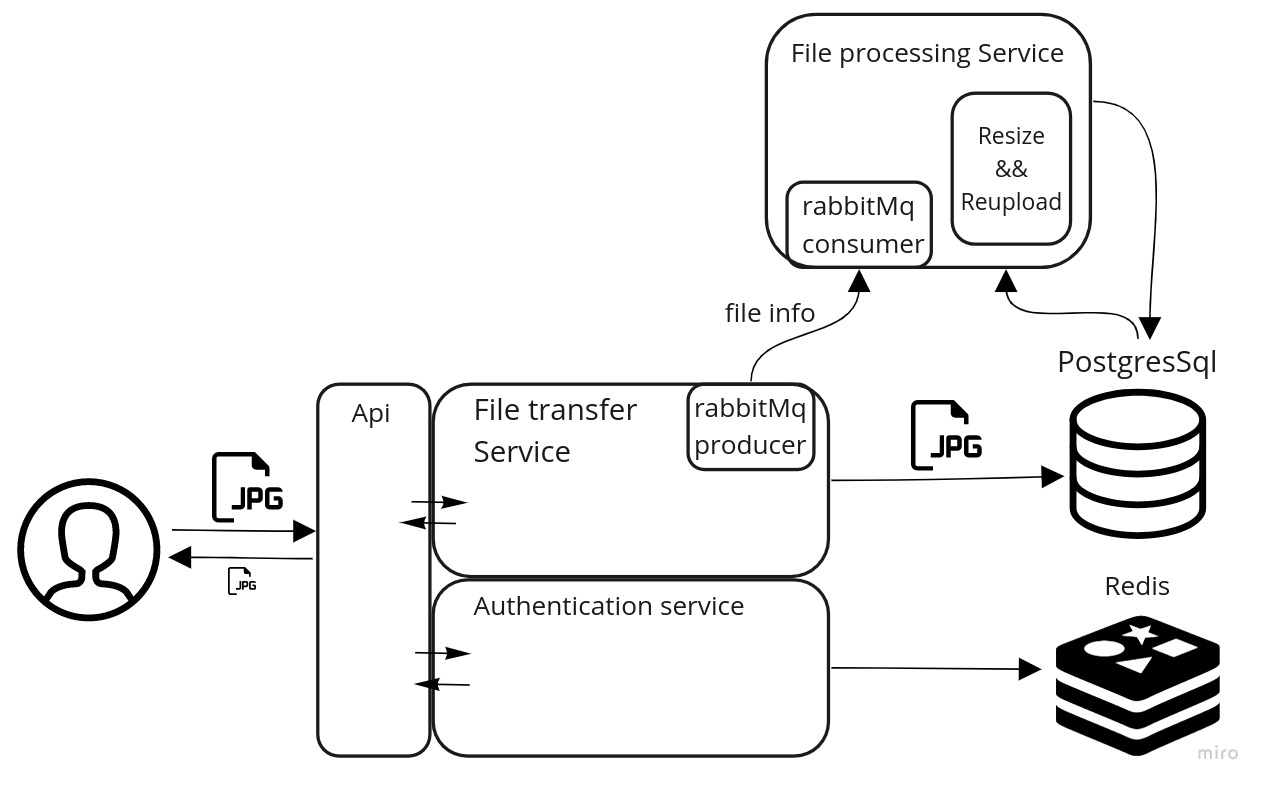 File processing Service
Resize
&&
Reupload
rabbitMq
consumer
file info
PostgresSql
Api
File transfer
Service
rabbitMq
producer
JPG
JPG
JPG
Authentication service
Redis
miro